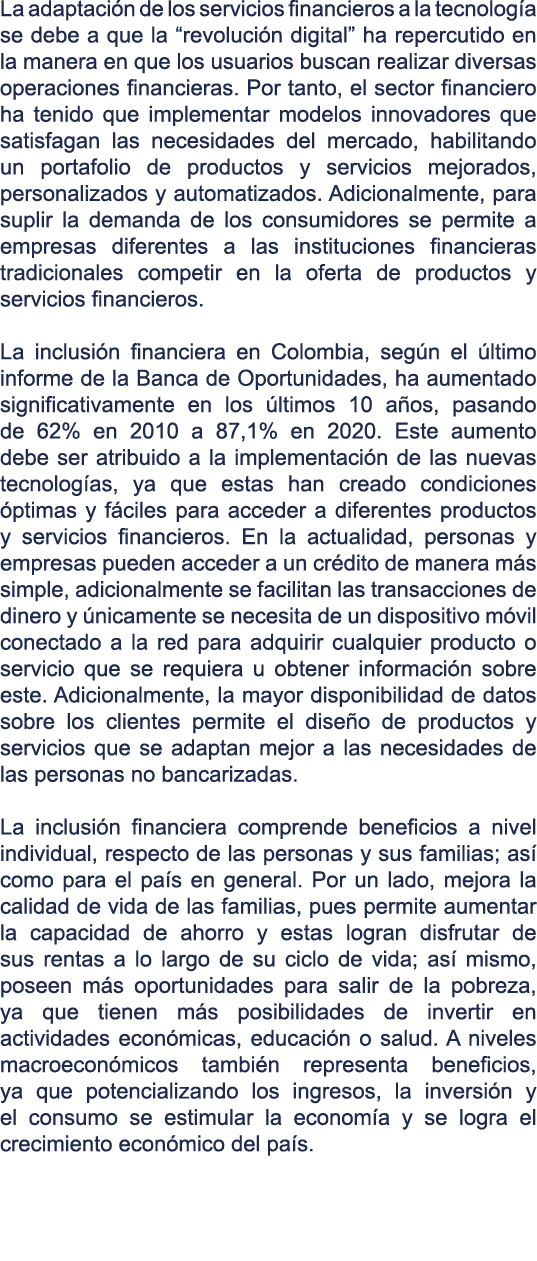 La adaptación de los servicios financieros a la tecnología
se debe a que la “revolución digital” ha repercutido en
la manera en que los usuarios buscan realizar diversas
operaciones financieras. Por tanto, el sector financiero
ha tenido que implementar modelos innovadores que
satisfagan las necesidades del mercado, habilitando
un portafolio de productos y servicios mejorados,
personalizados y automatizados. Adicionalmente, para
suplir la demanda de los consumidores se permite a
empresas diferentes a las instituciones financieras
tradicionales competir en la oferta de productos y
servicios financieros.

La inclusión financiera en Colombia, según el último
informe de la Banca de Oportunidades, ha aumentado
significativamente en los últimos 10 años, pasando
de 62% en 2010 a 87,1% en 2020. Este aumento
debe ser atribuido a la implementación de las nuevas
tecnologías, ya que estas han creado condiciones
óptimas y fáciles para acceder a diferentes productos
y servicios financieros. En la actualidad, personas y
empresas pueden acceder a un crédito de manera más
simple, adicionalmente se facilitan las transacciones de
dinero y únicamente se necesita de un dispositivo móvil
conectado a la red para adquirir cualquier producto o
servicio que se requiera u obtener información sobre
este. Adicionalmente, la mayor disponibilidad de datos
sobre los clientes permite el diseño de productos y
servicios que se adaptan mejor a las necesidades de
las personas no bancarizadas.

La inclusión financiera comprende beneficios a nivel
individual, respecto de las personas y sus familias; así
como para el país en general. Por un lado, mejora la
calidad de vida de las familias, pues permite aumentar
la capacidad de ahorro y estas logran disfrutar de
sus rentas a lo largo de su ciclo de vida; así mismo,
poseen más oportunidades para salir de la pobreza,
ya que tienen más posibilidades de invertir en
actividades económicas, educación o salud. A niveles
macroeconómicos también representa beneficios,
ya que potencializando los ingresos, la inversión y
el consumo se estimular la economía y se logra el
crecimiento económico del país.